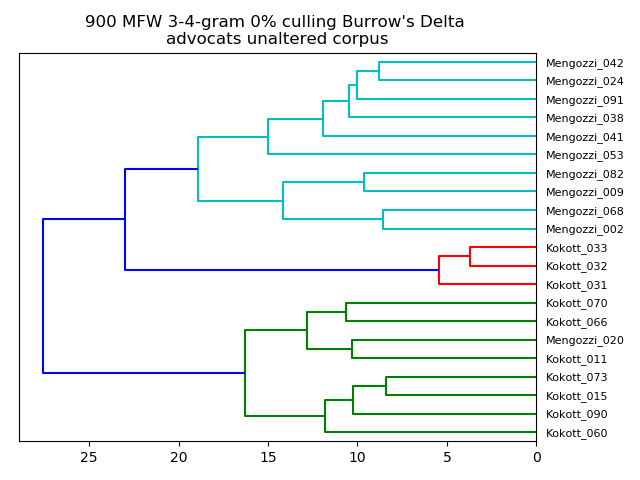 900 MFW 3-4-gram 0% culling Burrow's Delta
advocats unaltered corpus
Mengozzi_042
Mengozzi_024
Mengozzi_091
Mengozzi_038
Mengozzi_041
Mengozzi_053
Mengozzi_082
Mengozzi_009
Mengozzi_068
Mengozzi_002
Kokott_033
Kokott_032
Kokott_031
Kokott_070
Kokott_066
Mengozzi_020
Kokott_011
Kokott_073
Kokott_015
Kokott_090
Kokott_060
25 20 15 10 5 0